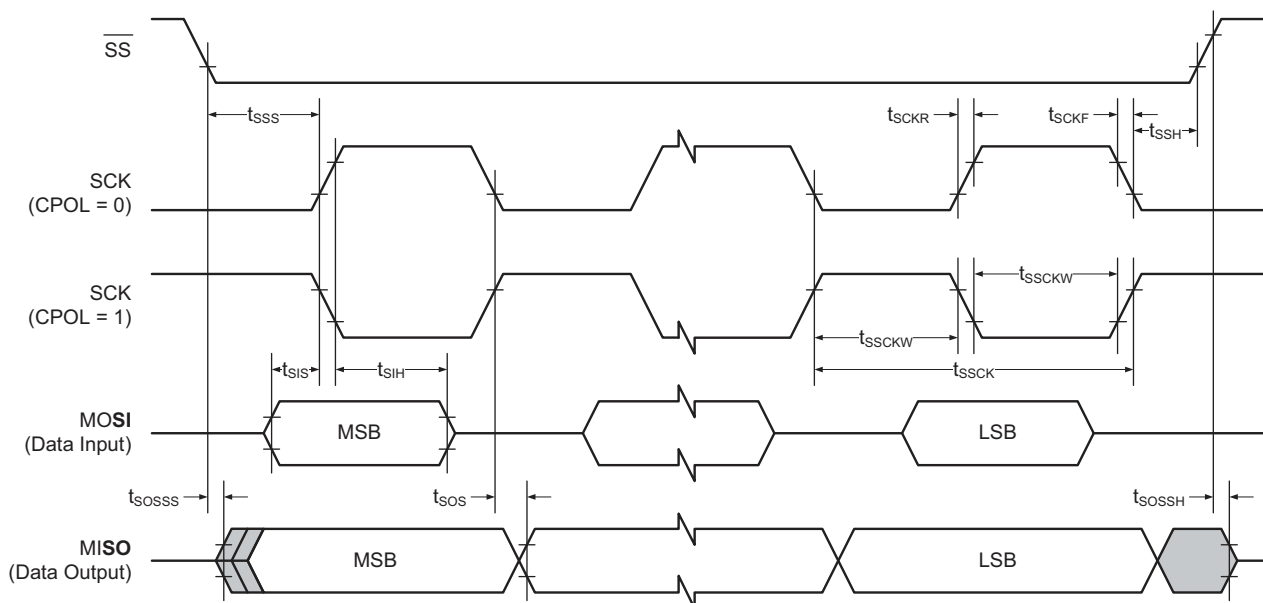 SS
tSSS
tSCKR
tSCKF
tSSH
SCK
(CPOL = 0)
SCK
(CPOL = 1)
tSSCKW
tSSCKW
tSIS
tSIH
tSSCK
MOSI
(Data Input)
MSB
LSB
tSOSSS
tSOS
tSOSSH
MISO
(Data Output)
MSB
LSB